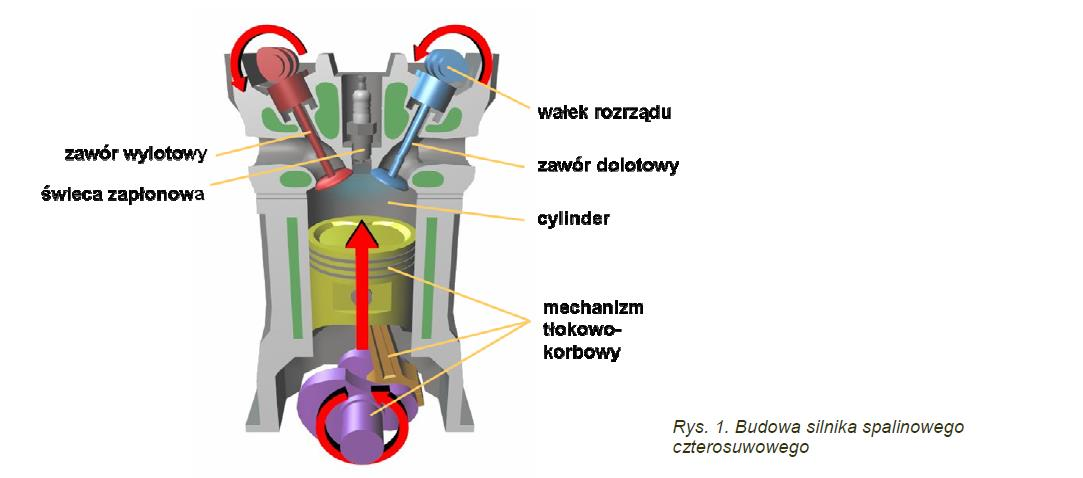 wałek rozrządu
zawór wylotowy
zawór dolotowy
świeca zapłonowa
cylinder
mechanizm
tłokowo-
korbowy
Rys. 1. Budowa silnika spalinowego
czterosuwowego